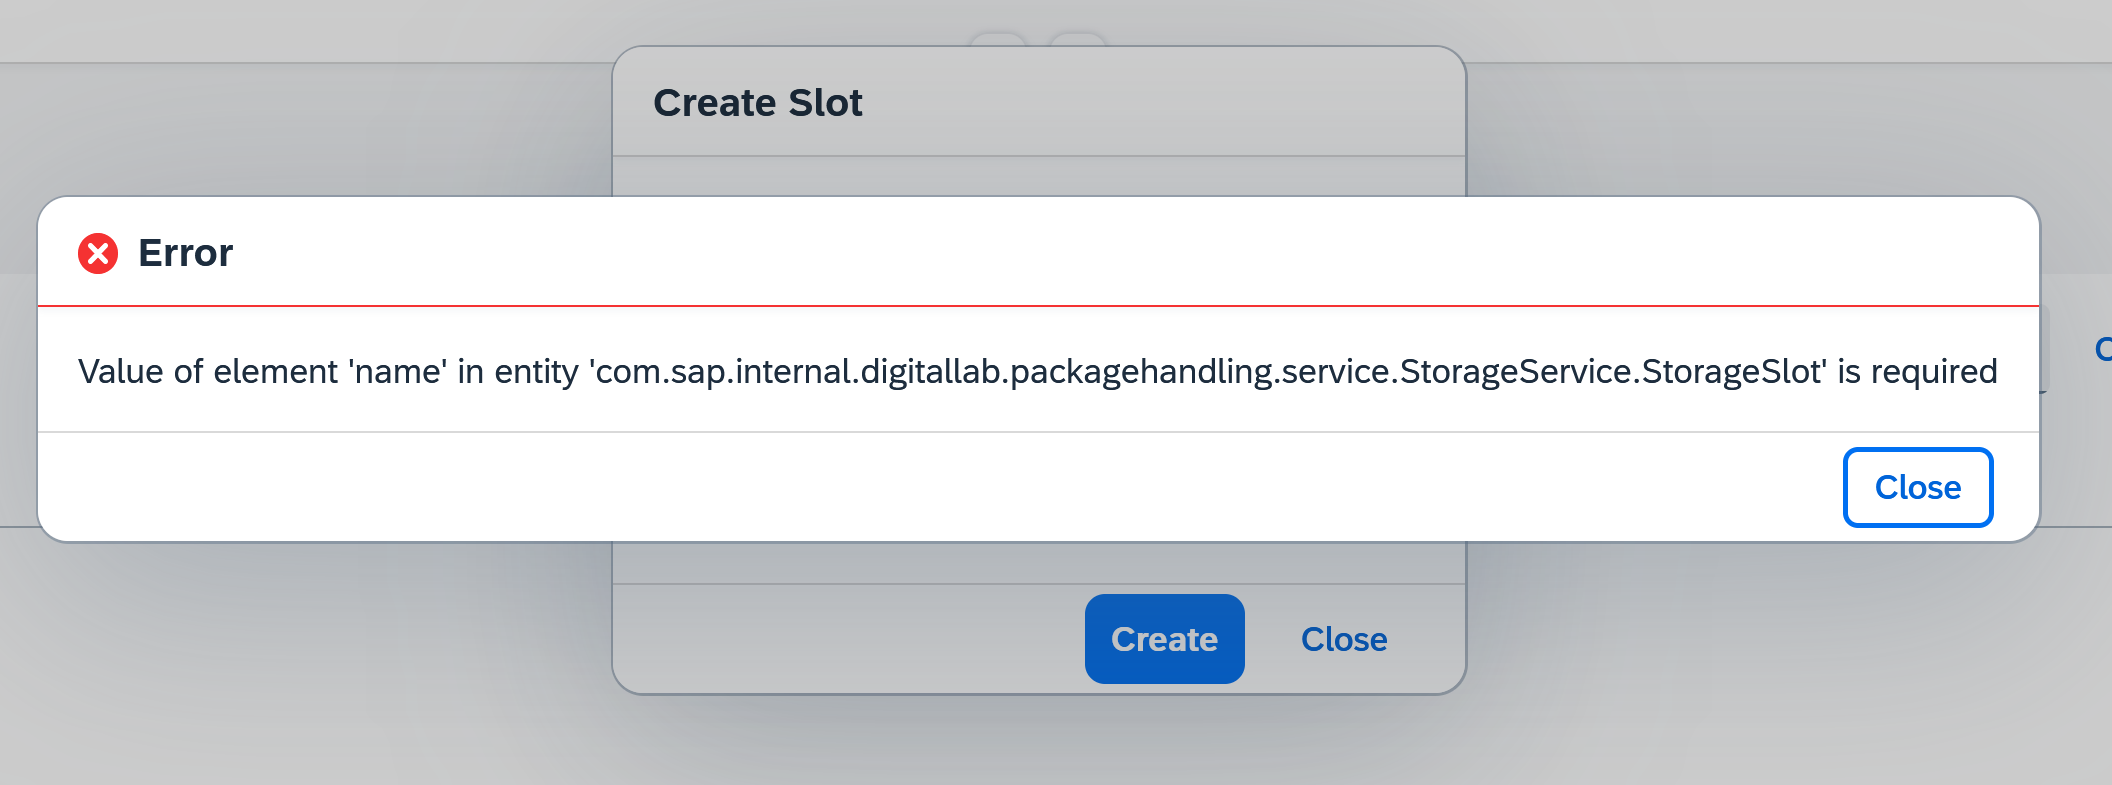 Create Slot
Error
Value of element 'name' in entity 'com.sap.internal.digitallab.packagehandling.service.StorageService.StorageSlot' is required
Close
Create
Close